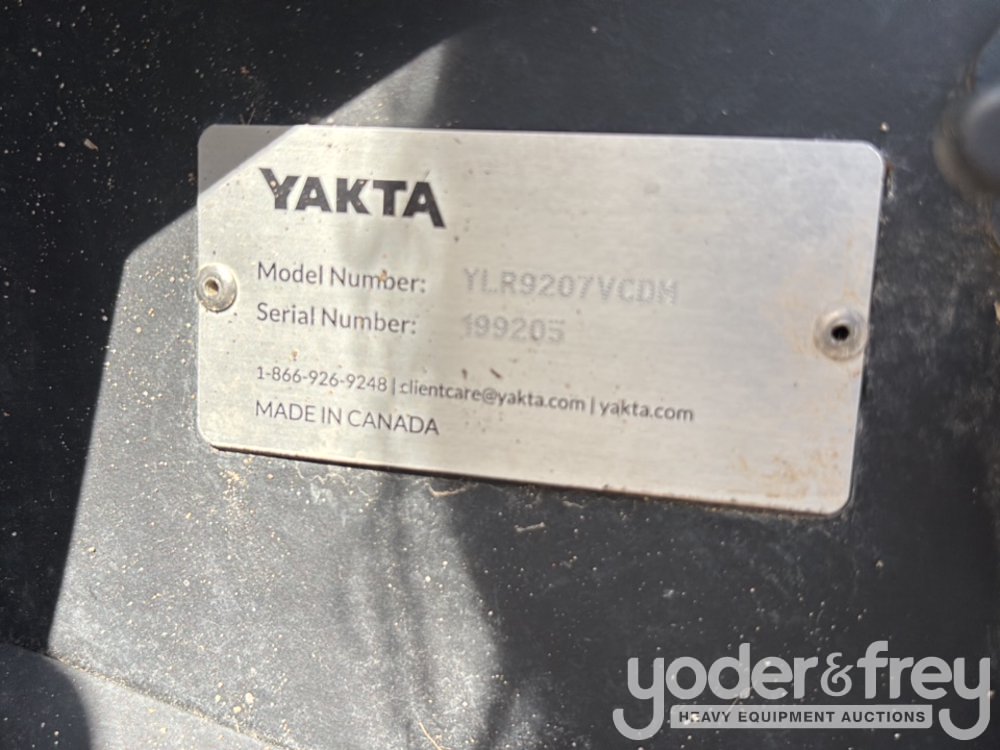 YAKTA
Model Number: YLR9207VCDM
Serial Number: 199205
1-866-926-9248 | clientcare@yakta.com | yakta.com
MADE IN CANADA
yoder&frey
HEAVY EQUIPMENT AUCTIONS